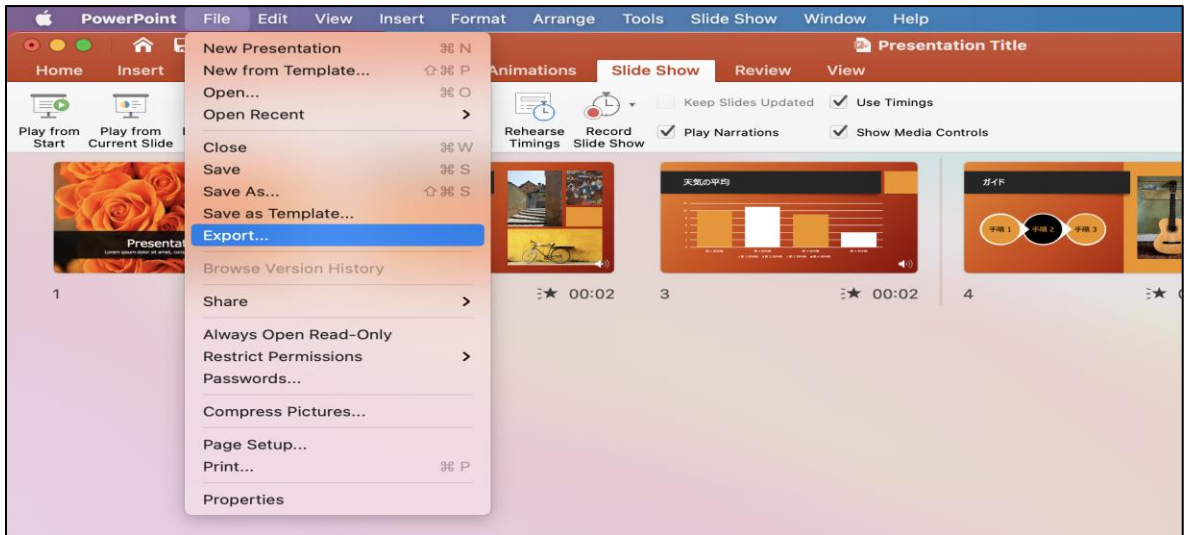 PowerPoint File Edit View Insert Format Arrange Tools Slide Show Window Help
Presentation Title
Home Insert Animations Slide Show Review View
New Presentation ⌘ N
New from Template... ⇧⌘ P
Open... ⌘ O
Open Recent >
Close ⌘ W
Save ⌘ S
Save As... ⇧⌘ S
Save as Template...
Export...
Browse Version History
Share >
Always Open Read-Only
Restrict Permissions >
Passwords...
Compress Pictures...
Page Setup...
Print... ⌘ P
Properties
Play from Start
Play from Current Slide
Rehearse Timings
Record Slide Show
Keep Slides Updated
Use Timings
Play Narrations
Show Media Controls
Presentat
天気の平均
ガイド
手順 1 手順 2 手順 3
1
00:02
3
00:02
4